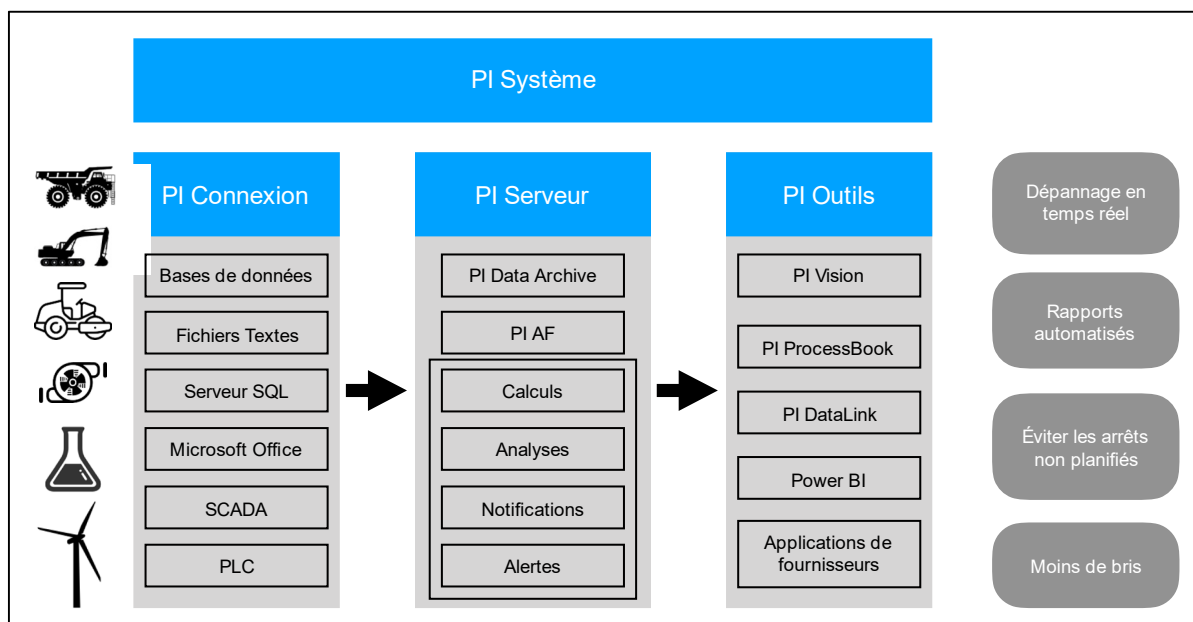 PI Système
PI Connexion
Bases de données
Fichiers Textes
Serveur SQL
Microsoft Office
SCADA
PLC
PI Serveur
PI Data Archive
PI AF
Calculs
Analyses
Notifications
Alertes
PI Outils
PI Vision
PI ProcessBook
PI DataLink
Power BI
Applications de
fournisseurs
Dépannage en
temps réel
Rapports
automatisés
Éviter les arrêts
non planifiés
Moins de bris